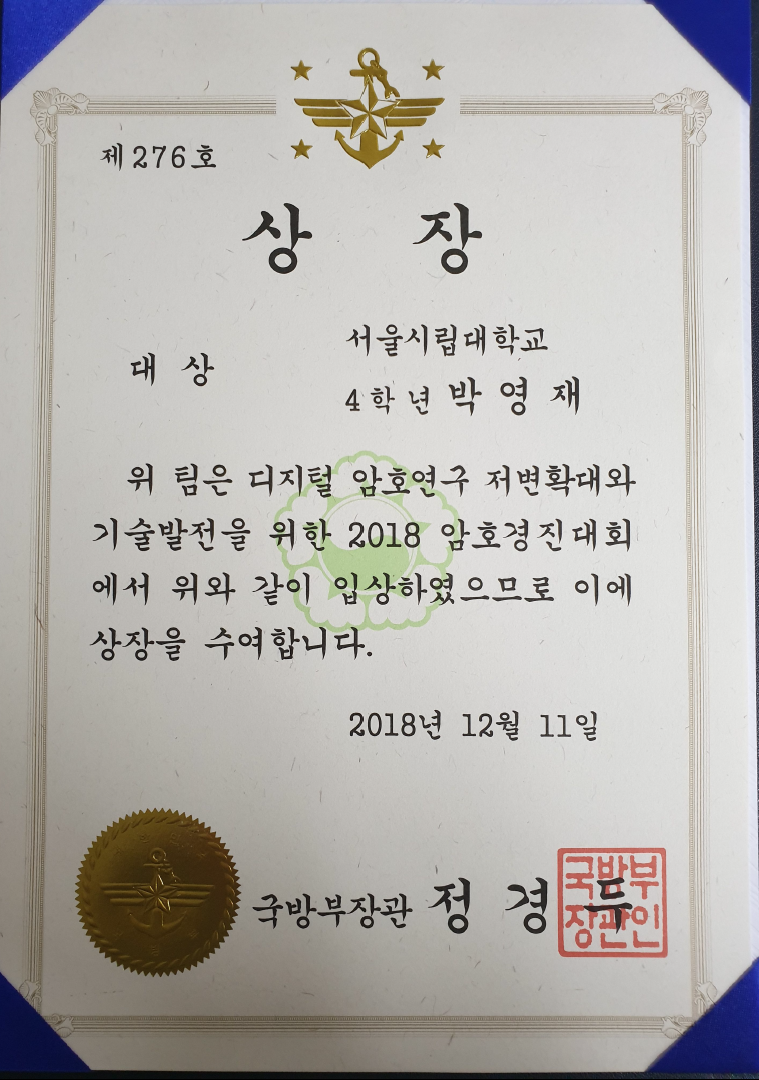 제276호
상 장
대 상
서울시립대학교
4학년 박 영 재
위 팀은 디지털 암호연구 저변확대와
기술발전을 위한 2018 암호경진대회
에서 위와 같이 입상하였으므로 이에
상장을 수여합니다.
2018년 12월 11일
국방부장관 정 경 두
국방부
장관인